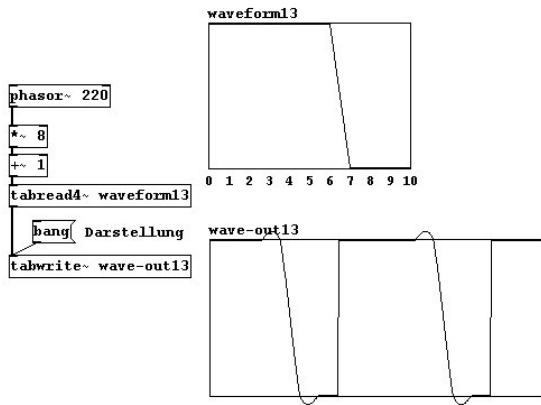 waveform13
phasor~ 220
*~ 8
+~ 1
tabread4~ waveform13
0 1 2 3 4 5 6 7 8 9 10
bang Darstellung
wave-out13
tabwrite~ wave-out13